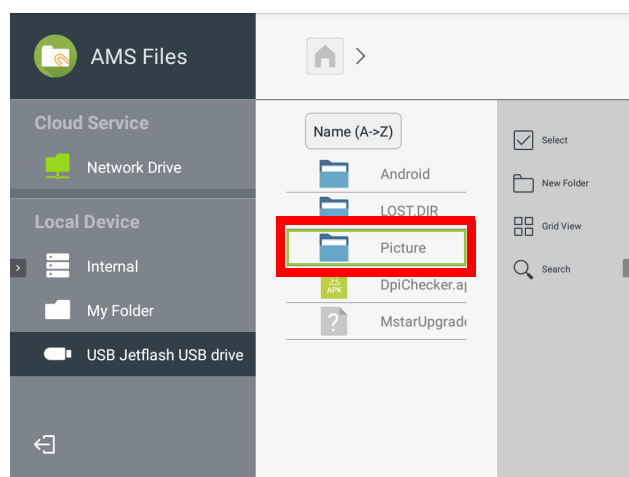 AMS Files
Cloud Service
Network Drive
Local Device
Internal
My Folder
USB Jetflash USB drive
Name (A->Z)
Android
LOST.DIR
Picture
APK
DpiChecker.a
MstarUpgrad
Select
New Folder
Grid View
Search